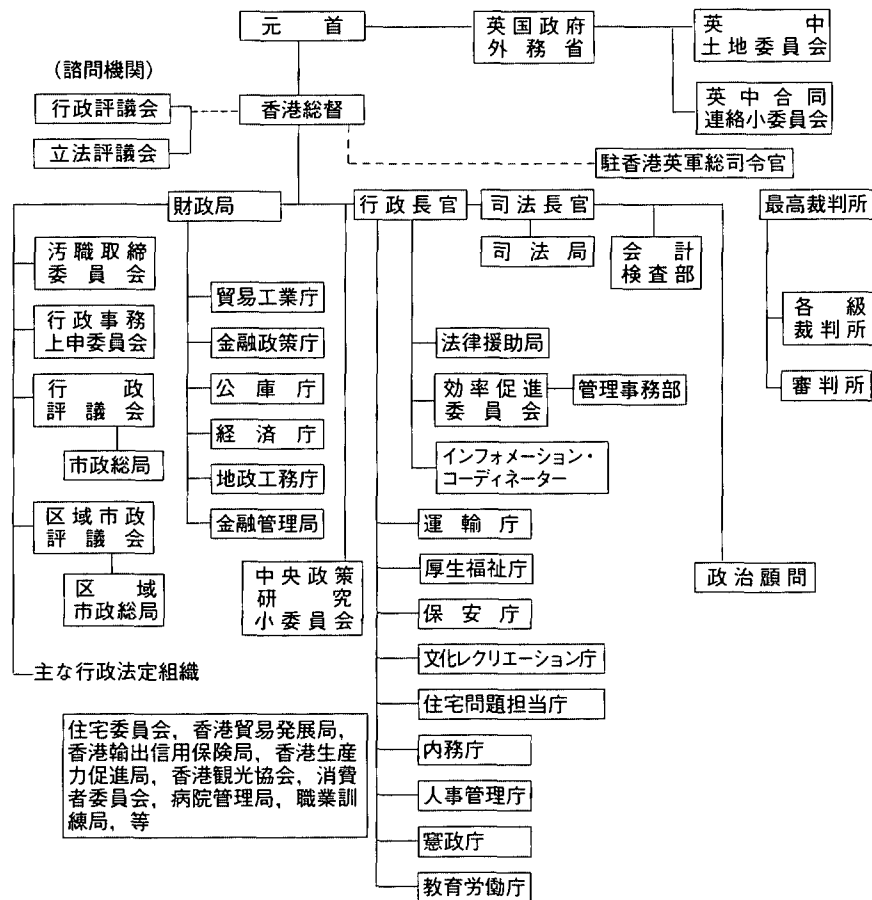 元首
英国政府
外務省
英中
土地委員会
英中合同
連絡小委員会
(諮問機関)
行政評議会
立法評議会
香港総督
駐香港英軍総司令官
財政局
行政長官
司法長官
最高裁判所
汚職取締
委員会
行政事務
上申委員会
行政
評議会
市政総局
区域市政
評議会
区域
市政総局
主な行政法定組織
貿易工業庁
金融政策庁
公庫庁
経済庁
地政工務庁
金融管理局
中央政策
研究
小委員会
司法局
会計
検査部
法律援助局
効率促進
委員会
管理事務部
インフォメーション・
コーディネーター
運輸庁
厚生福祉庁
保安庁
文化レクリエーション庁
住宅問題担当庁
内務庁
人事管理庁
憲政庁
教育労働庁
各級
裁判所
審判所
政治顧問
住宅委員会，香港貿易発展局，
香港輸出信用保険局，香港生産
力促進局，香港観光協会，消費
者委員会，病院管理局，職業訓
練局，等